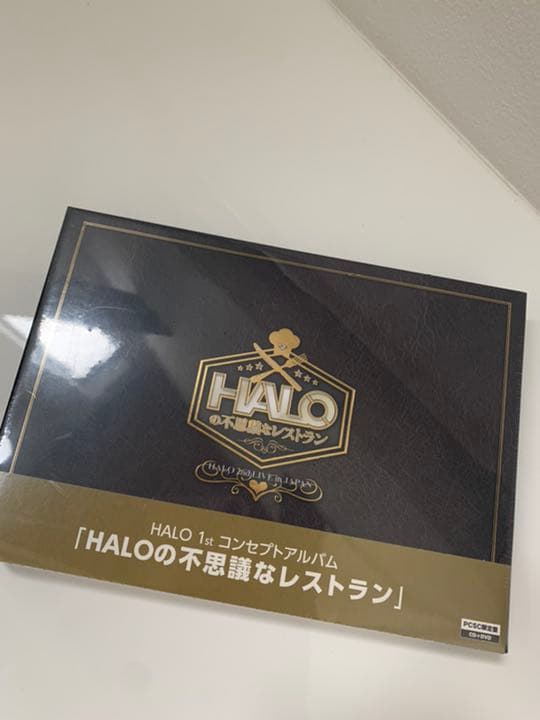 HALO
の不思議なレストラン
HALO 2nd LIVE in JAPAN
HALO 1st コンセプトアルバム
「HALOの不思議なレストラン」
PCSC限定盤
CD+DVD